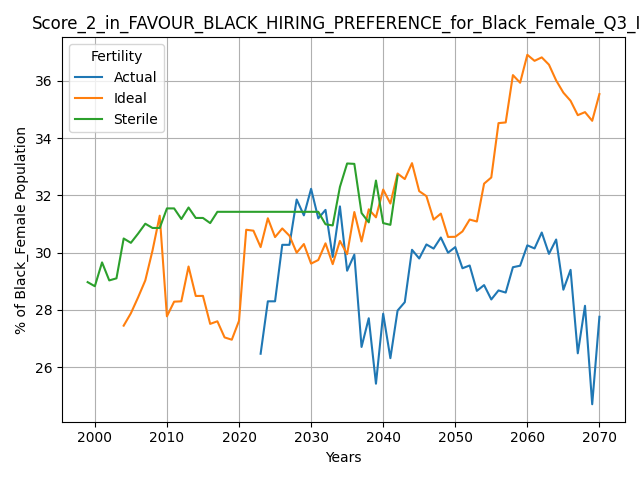 Score_2_in_FAVOUR_BLACK_HIRING_PREFERENCE_for_Black_Female_Q3_I
Fertility
Actual
Ideal
Sterile
36
34
32
30
28
26
% of Black_Female Population
2000 2010 2020 2030 2040 2050 2060 2070
Years